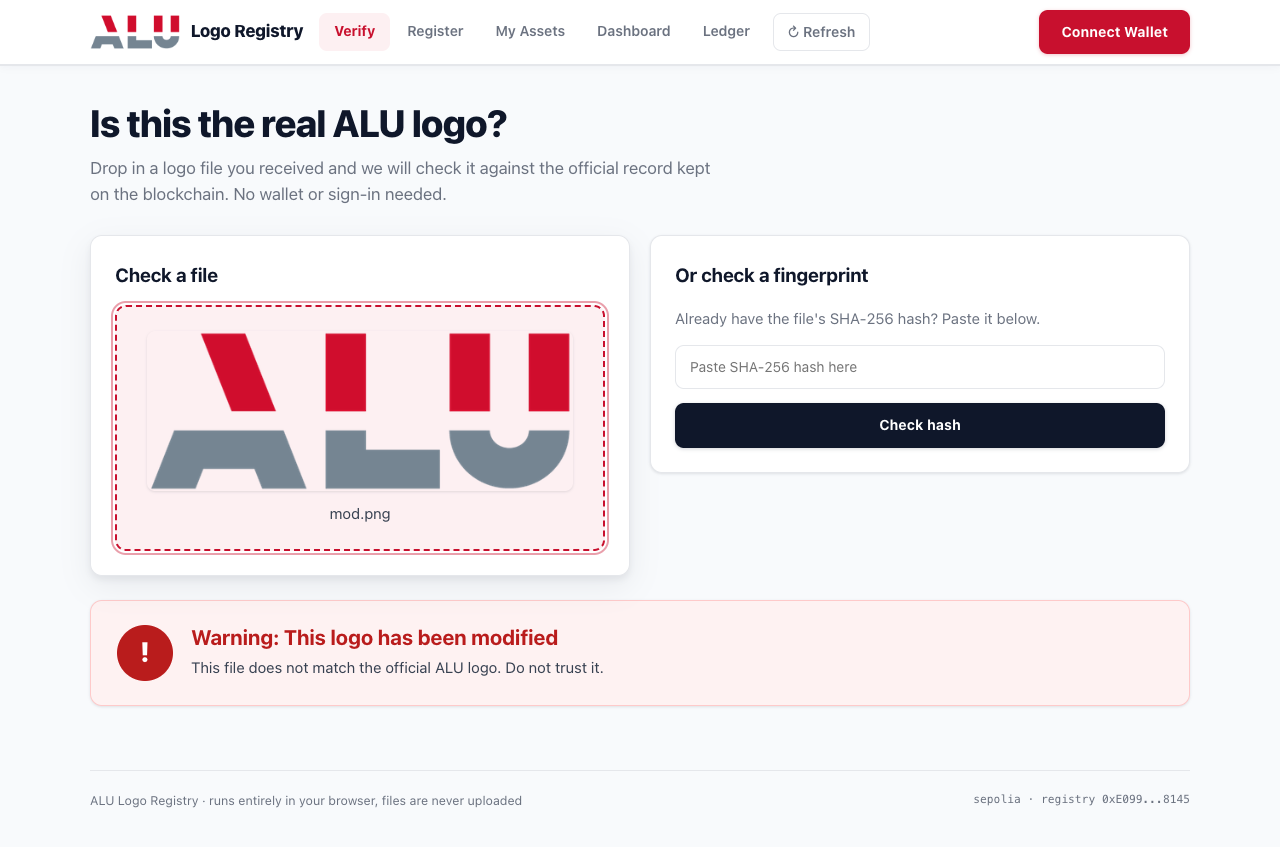 ALU Logo Registry Verify Register My Assets Dashboard Ledger ↻ Refresh Connect Wallet
Is this the real ALU logo?
Drop in a logo file you received and we will check it against the official record kept
on the blockchain. No wallet or sign-in needed.
Check a file
ALU
mod.png
Or check a fingerprint
Already have the file's SHA-256 hash? Paste it below.
Paste SHA-256 hash here
Check hash
!
Warning: This logo has been modified
This file does not match the official ALU logo. Do not trust it.
ALU Logo Registry · runs entirely in your browser, files are never uploaded
sepolia · registry 0xE099...8145